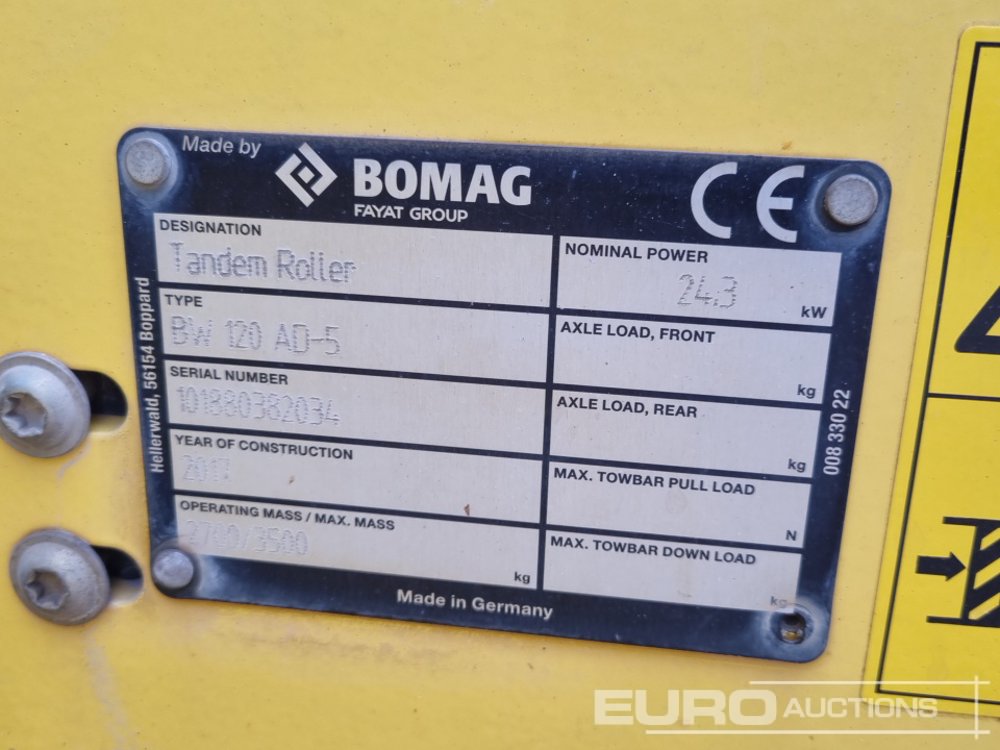 Made by
BOMAG
FAYAT GROUP
CE
DESIGNATION
Tandem Roller
TYPE
BW 120 AD-5
SERIAL NUMBER
101880382034
YEAR OF CONSTRUCTION
2017
OPERATING MASS / MAX. MASS
2700/3500
kg
NOMINAL POWER
24.3
kW
AXLE LOAD, FRONT
kg
AXLE LOAD, REAR
kg
MAX. TOWBAR PULL LOAD
N
MAX. TOWBAR DOWN LOAD
kg
Hellerwald, 56154 Boppard
008 330 22
Made in Germany
EURO AUCTIONS